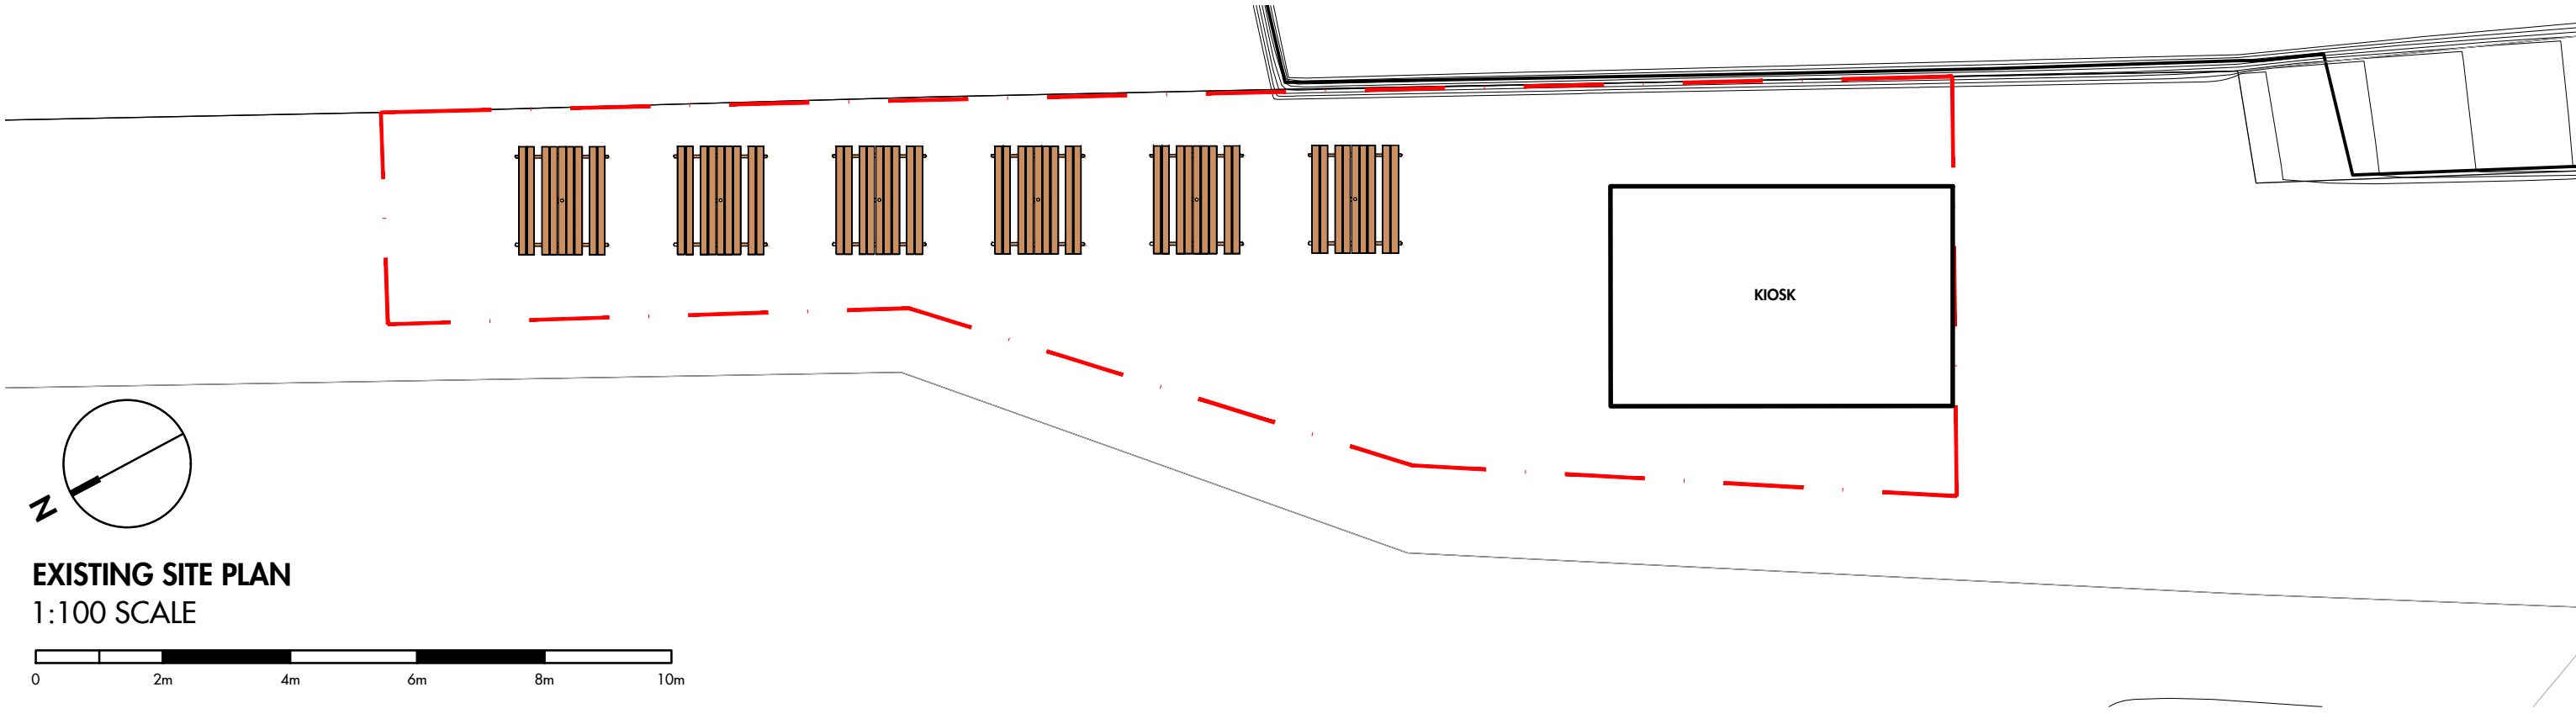 KIOSK
N
EXISTING SITE PLAN
1:100 SCALE
0 2m 4m 6m 8m 10m